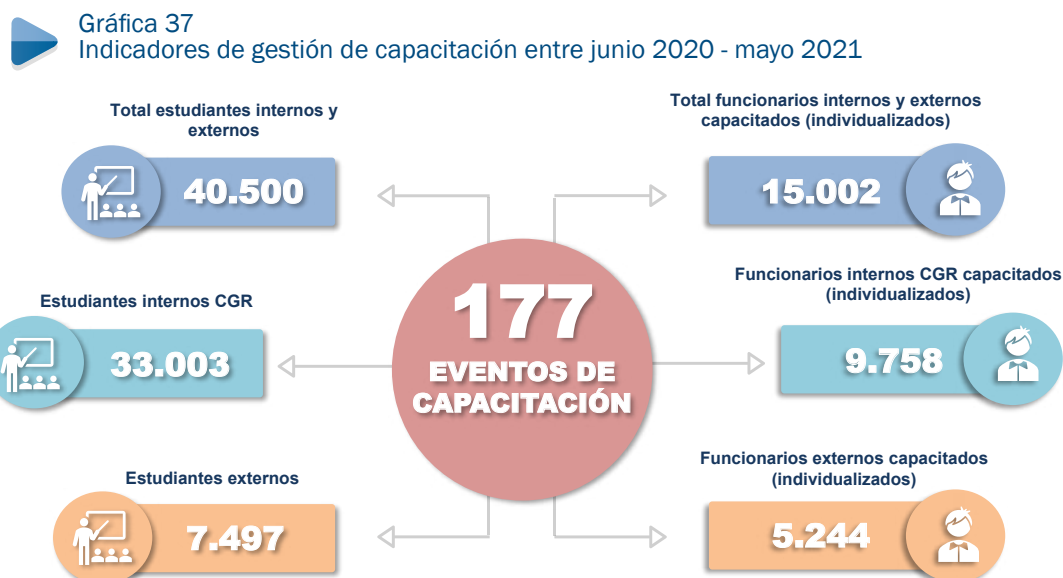 Gráfica 37
Indicadores de gestión de capacitación entre junio 2020 - mayo 2021
Total estudiantes internos y
externos
40.500
Total funcionarios internos y externos
capacitados (individualizados)
15.002
177
EVENTOS DE
CAPACITACIÓN
Estudiantes internos CGR
33.003
Funcionarios internos CGR capacitados
(individualizados)
9.758
Estudiantes externos
7.497
Funcionarios externos capacitados
(individualizados)
5.244